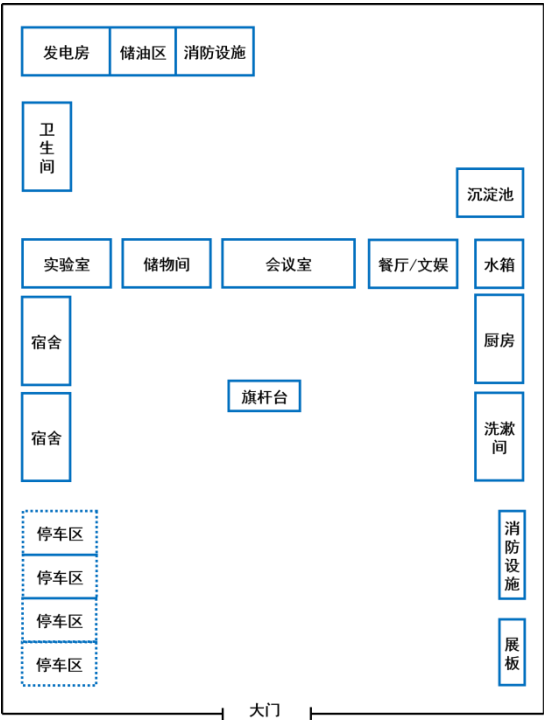 发电房
储油区
消防设施
卫
生
间
沉淀池
实验室
储物间
会议室
餐厅/文娱
水箱
宿舍
厨房
旗杆台
宿舍
洗漱
间
停车区
停车区
停车区
停车区
消
防
设
施
展
板
大门